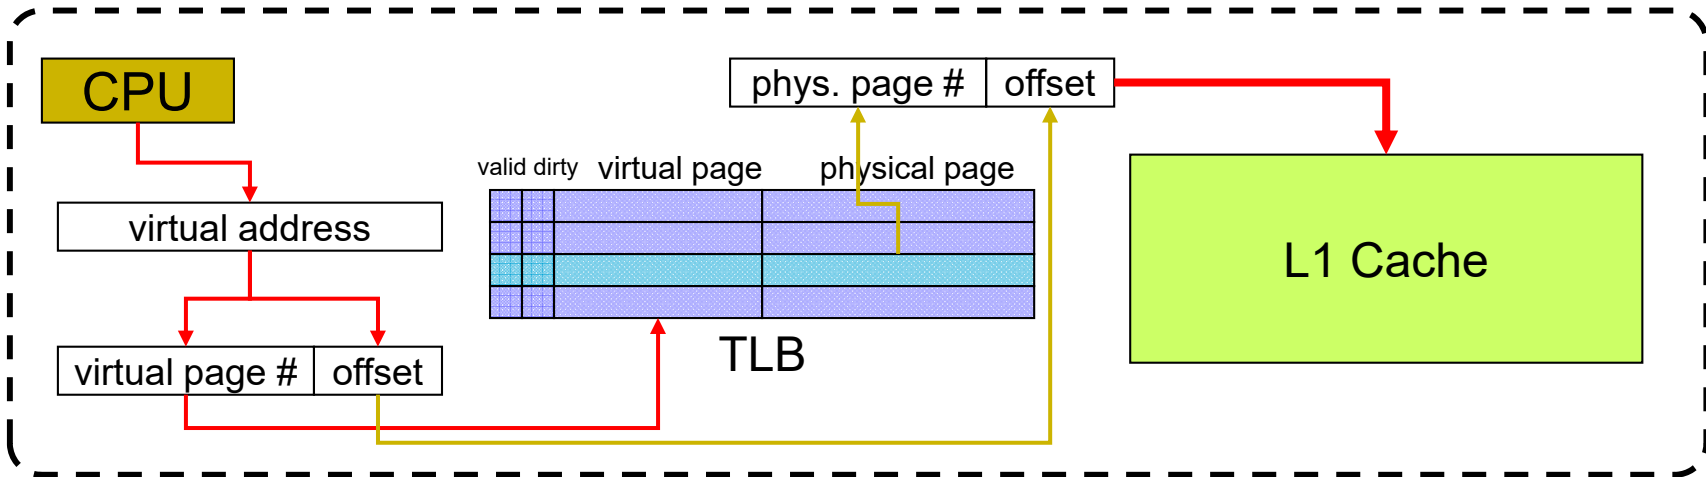 CPU
virtual address
virtual page # offset
valid dirty virtual page physical page
TLB
phys. page # offset
L1 Cache